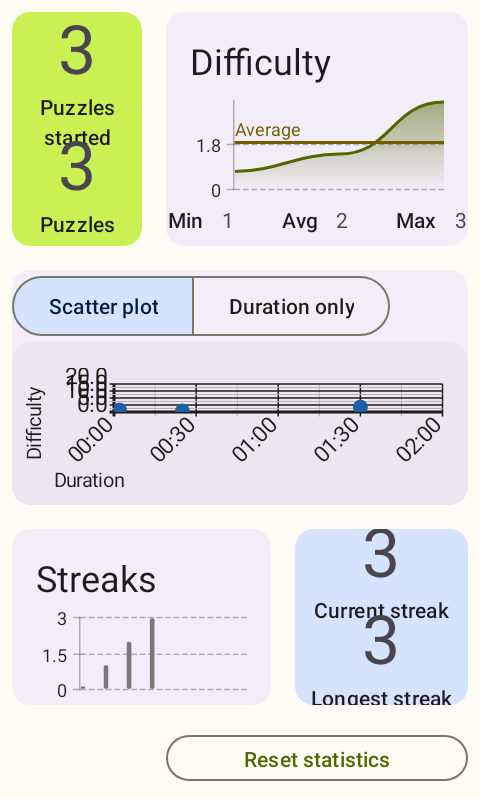 3
Puzzles
started
3
Puzzles
Difficulty
Average
1.8
0
Min 1 Avg 2 Max 3
Scatter plot
Duration only
20.0
10.0
5.0
0.0
Difficulty
00:00
00:30
01:00
01:30
02:00
Duration
Streaks
3
1.5
0
3
Current streak
3
Longest streak
Reset statistics